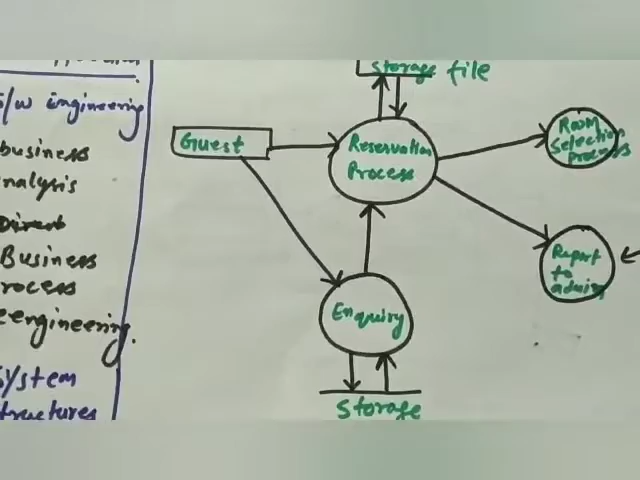 s/w engineering
business
nalysis
Direct
Business
rocess
eengineering.
System
tructures
storage file
Guest
Reservation
Process
Room
Selection
Process
Report
to
admin
Enquiry
Storage